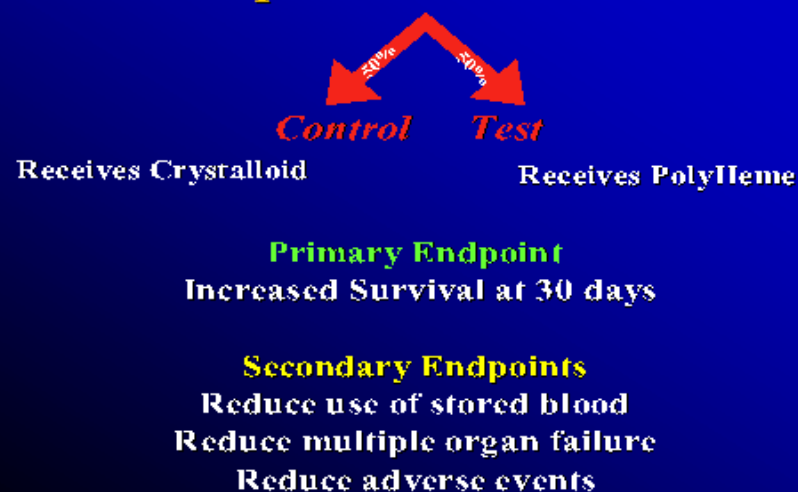 50% 50%
Control Test
Receives Crystalloid Receives PolyHeme
Primary Endpoint
Increased Survival at 30 days
Secondary Endpoints
Reduce use of stored blood
Reduce multiple organ failure
Reduce adverse events